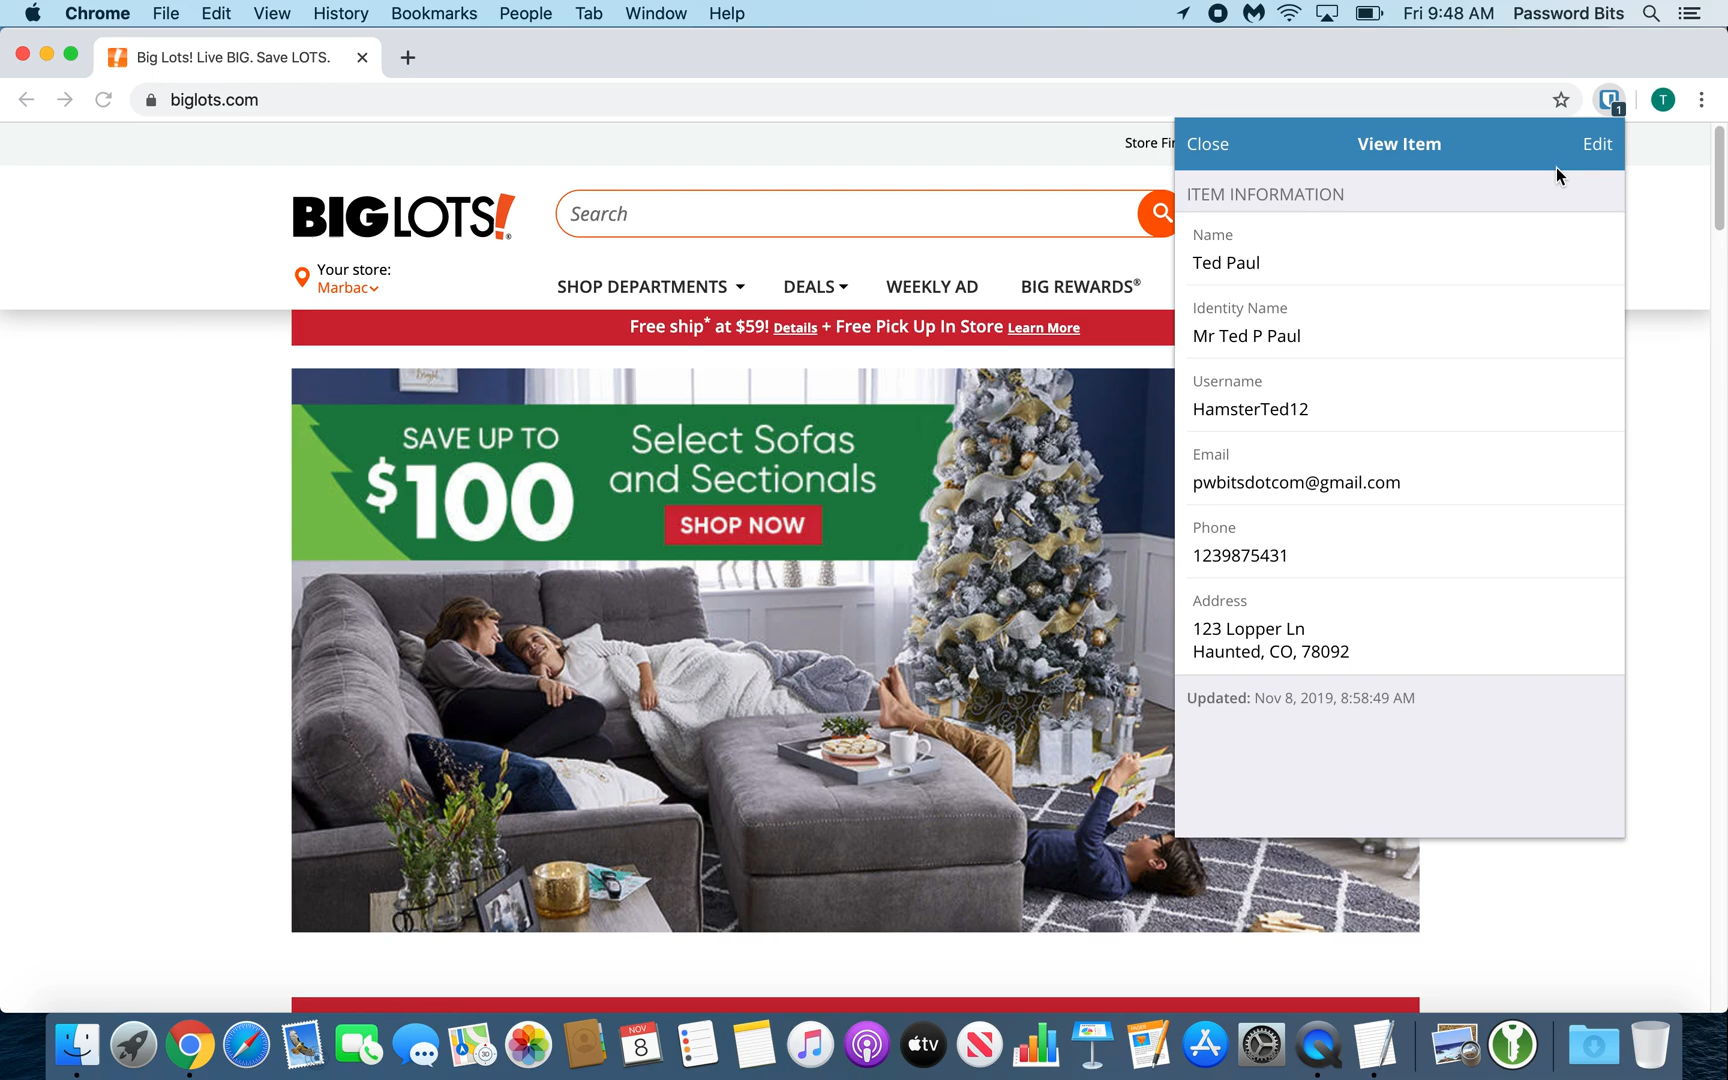 Chrome File Edit View History Bookmarks People Tab Window Help Fri 9:48 AM Password Bits
Big Lots! Live BIG. Save LOTS.
biglots.com
1
T
Store Fi
Close View Item Edit
BIGLOTS!®
Search
ITEM INFORMATION
Name
Ted Paul
Your store:
Marbac
SHOP DEPARTMENTS DEALS WEEKLY AD BIG REWARDS®
Free ship* at $59! Details + Free Pick Up In Store Learn More
Identity Name
Mr Ted P Paul
Username
HamsterTed12
Email
pwbitsdotcom@gmail.com
Phone
1239875431
Address
123 Lopper Ln
Haunted, CO, 78092
Updated: Nov 8, 2019, 8:58:49 AM
SAVE UP TO
$100
Select Sofas
and Sectionals
SHOP NOW
NOV
8
tv